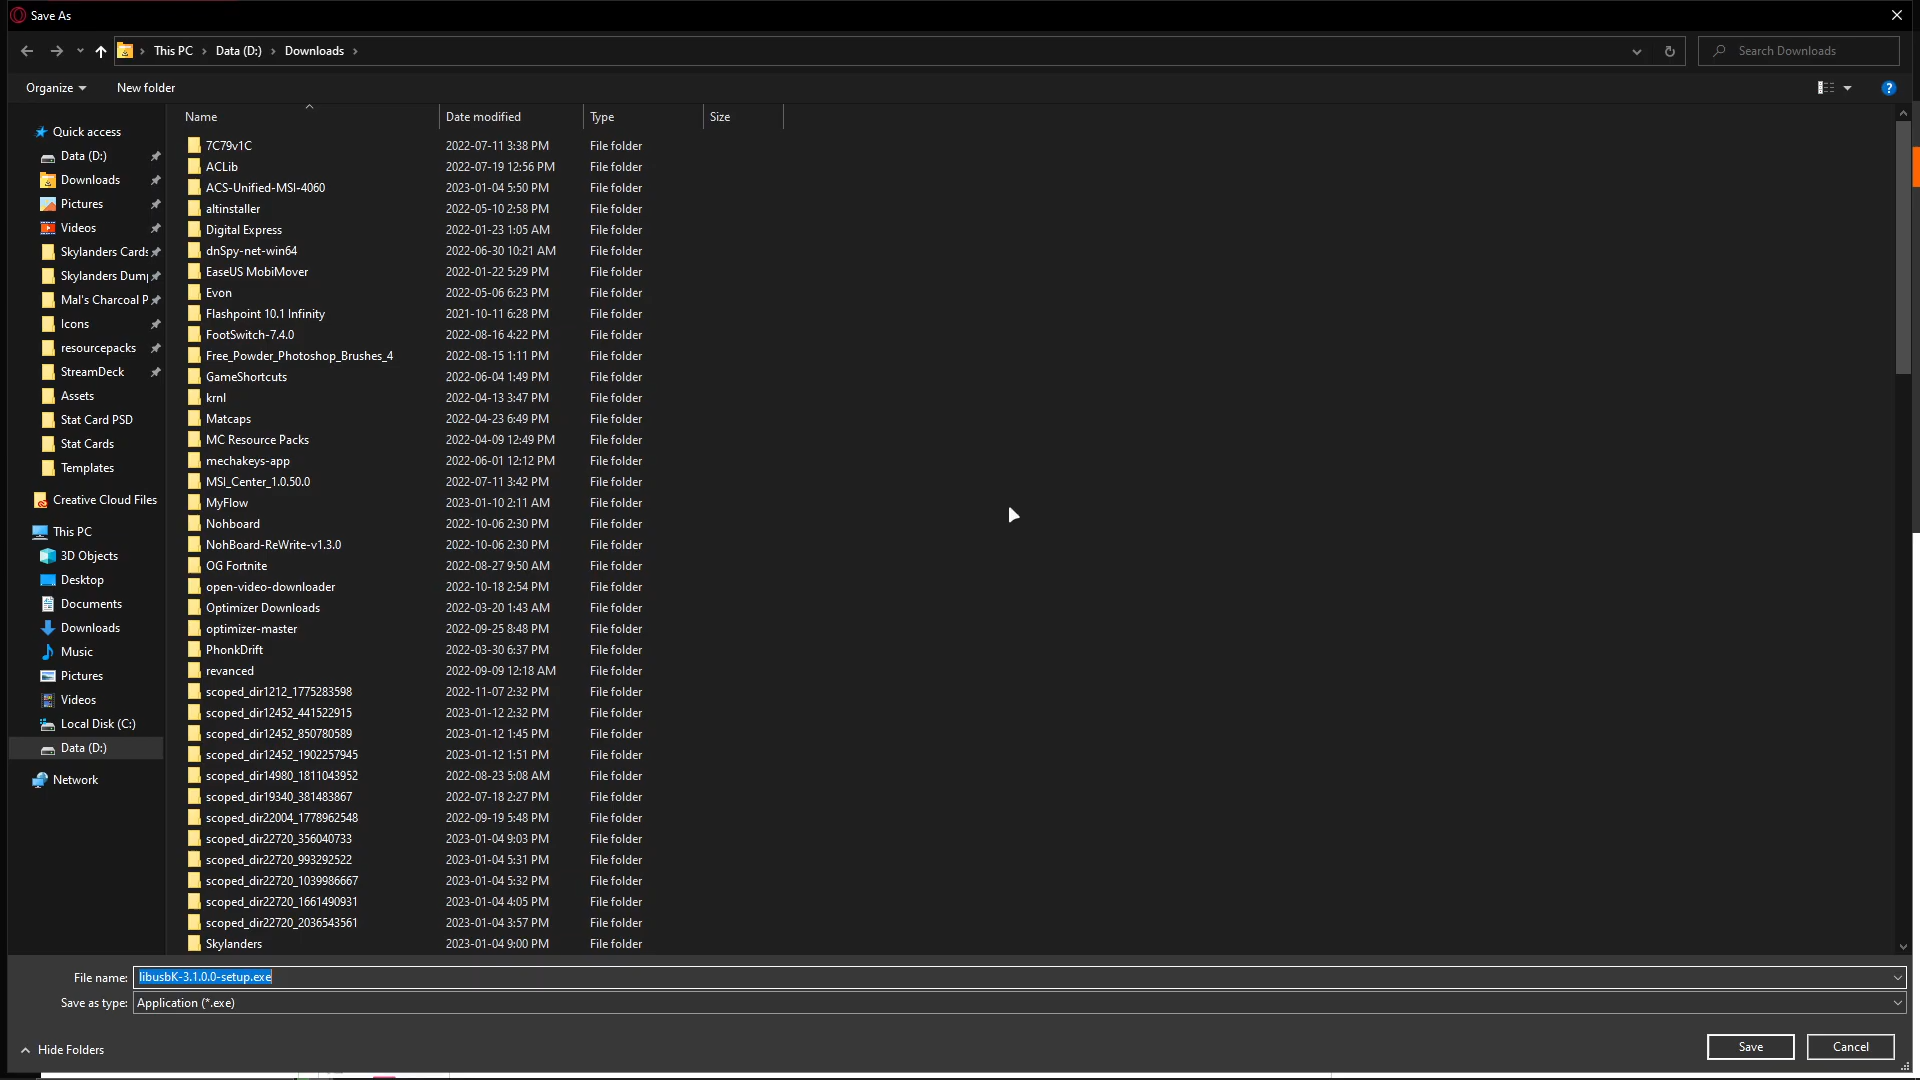 Save As
This PC > Data (D:) > Downloads >
Search Downloads
Organize
New folder
Name Date modified Type Size
Quick access
Data (D:)
Downloads
Pictures
Videos
Skylanders Cards
Skylanders Dum
Mal's Charcoal P
Icons
resourcepacks
StreamDeck
Assets
Stat Card PSD
Stat Cards
Templates
Creative Cloud Files
This PC
3D Objects
Desktop
Documents
Downloads
Music
Pictures
Videos
Local Disk (C:)
Data (D:)
Network
7C79v1C 2022-07-11 3:38 PM File folder
ACLib 2022-07-19 12:56 PM File folder
ACS-Unified-MSI-4060 2023-01-04 5:50 PM File folder
altinstaller 2022-05-10 2:58 PM File folder
Digital Express 2022-01-23 1:05 AM File folder
dnSpy-net-win64 2022-06-30 10:21 AM File folder
EaseUS MobiMover 2022-01-22 5:29 PM File folder
Evon 2022-05-06 6:23 PM File folder
Flashpoint 10.1 Infinity 2021-10-11 6:28 PM File folder
FootSwitch-7.4.0 2022-08-16 4:22 PM File folder
Free_Powder_Photoshop_Brushes_4 2022-08-15 1:11 PM File folder
GameShortcuts 2022-06-04 1:49 PM File folder
krnl 2022-04-13 3:47 PM File folder
Matcaps 2022-04-23 6:49 PM File folder
MC Resource Packs 2022-04-09 12:49 PM File folder
mechakeys-app 2022-06-01 12:12 PM File folder
MSI_Center_1.0.50.0 2022-07-11 3:42 PM File folder
MyFlow 2023-01-10 2:11 AM File folder
Nohboard 2022-10-06 2:30 PM File folder
NohBoard-ReWrite-v1.3.0 2022-10-06 2:30 PM File folder
OG Fortnite 2022-08-27 9:50 AM File folder
open-video-downloader 2022-10-18 2:54 PM File folder
Optimizer Downloads 2022-03-20 1:43 AM File folder
optimizer-master 2022-09-25 8:48 PM File folder
PhonkDrift 2022-03-30 6:37 PM File folder
revanced 2022-09-09 12:18 AM File folder
scoped_dir1212_1775283598 2022-11-07 2:32 PM File folder
scoped_dir12452_441522915 2023-01-12 2:32 PM File folder
scoped_dir12452_850780589 2023-01-12 1:45 PM File folder
scoped_dir12452_1902257945 2023-01-12 1:51 PM File folder
scoped_dir14980_1811043952 2022-08-23 5:08 AM File folder
scoped_dir19340_381483867 2022-07-18 2:27 PM File folder
scoped_dir22004_1778962548 2022-09-19 5:48 PM File folder
scoped_dir22720_356040733 2023-01-04 9:03 PM File folder
scoped_dir22720_993292522 2023-01-04 5:31 PM File folder
scoped_dir22720_1039986667 2023-01-04 5:32 PM File folder
scoped_dir22720_1661490931 2023-01-04 4:05 PM File folder
scoped_dir22720_2036543561 2023-01-04 3:57 PM File folder
Skylanders 2023-01-04 9:00 PM File folder
File name: libusbK-3.1.0.0-setup.exe
Save as type: Application (*.exe)
Hide Folders
Save
Cancel